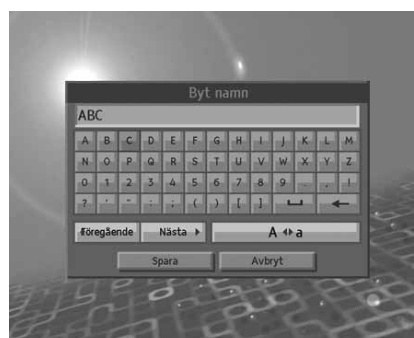 Byt namn
ABC
A B C D E F G H I J K L M
N O P Q R S T U V W X Y Z
0 1 2 3 4 5 6 7 8 9 . , !
? ' " : ; ( ) [ ]
Föregående Nästa A a
Spara Avbryt